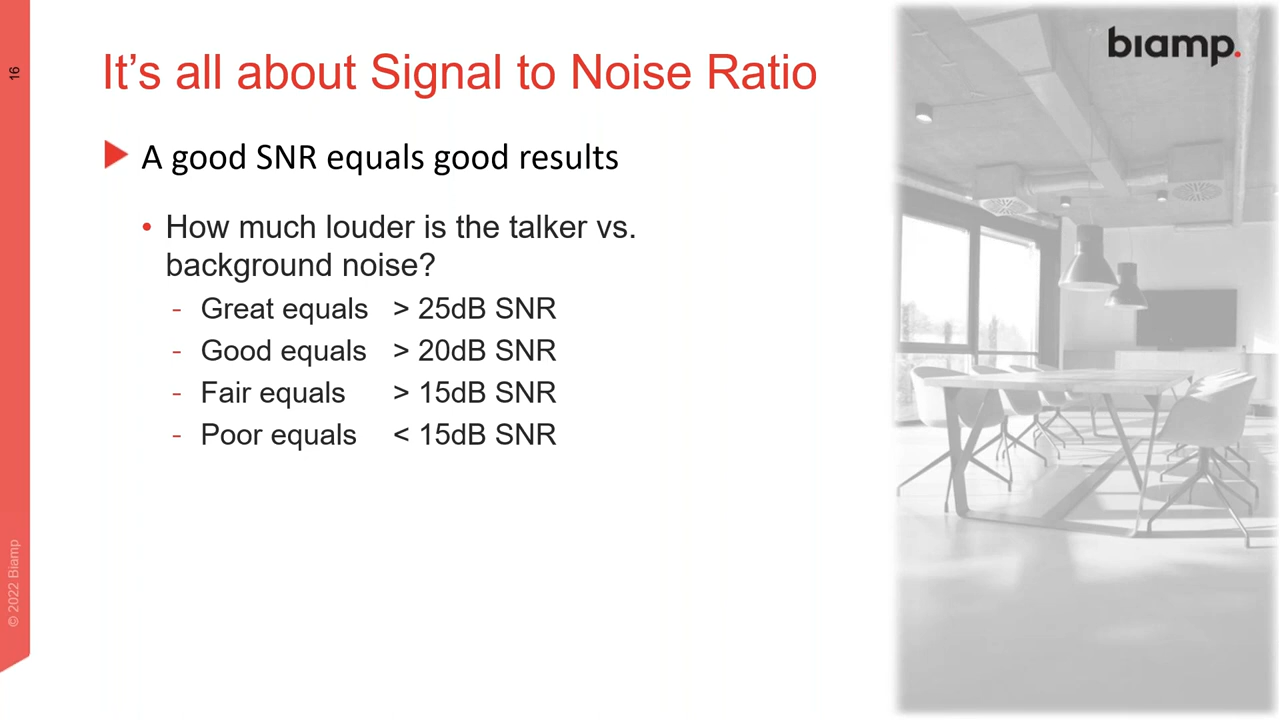 16
It's all about Signal to Noise Ratio
biamp.
A good SNR equals good results
• How much louder is the talker vs.
background noise?
- Great equals > 25dB SNR
- Good equals > 20dB SNR
- Fair equals > 15dB SNR
- Poor equals < 15dB SNR
© 2022 Biamp